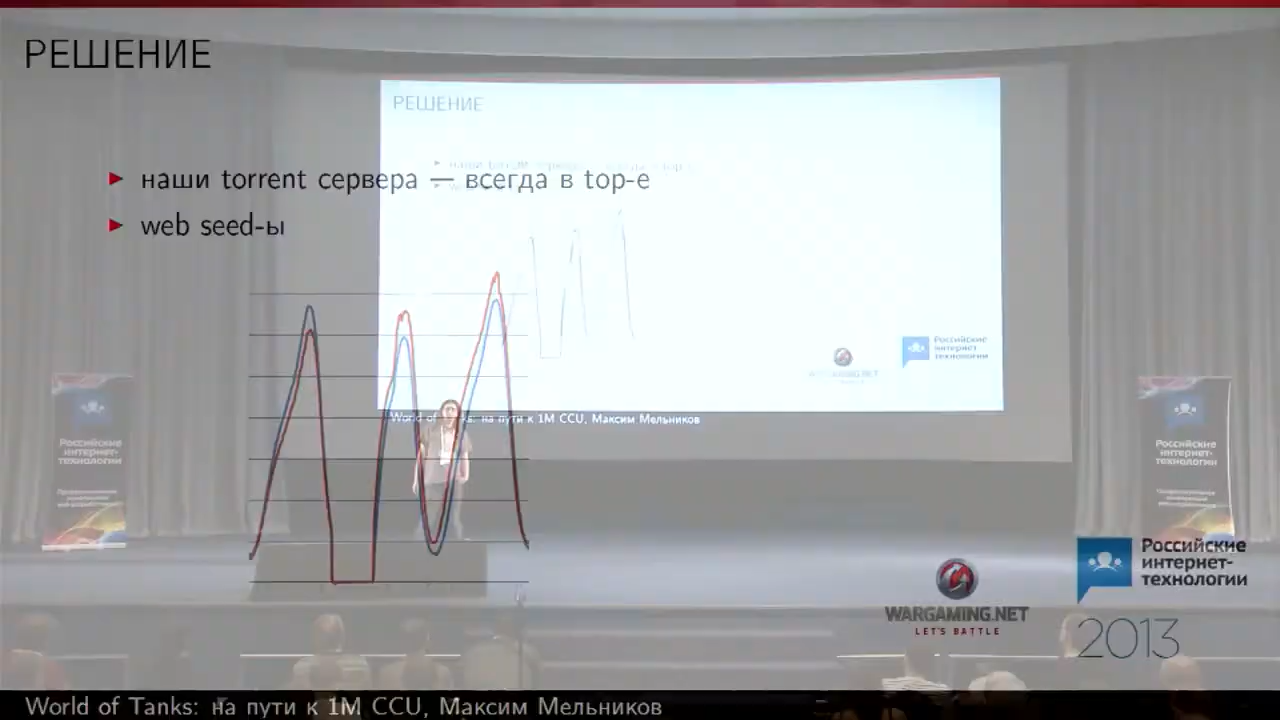 РЕШЕНИЕ
наши torrent сервера — всегда в top-е
web seed-ы
РЕШЕНИЕ
Российские
интернет
технологии
WARGAMING.NET
World of Tanks: на пути к 1M CCU, Максим Мельников
Российские
интернет-
технологии
Российские
интернет-
технологии
WARGAMING.NET
LET'S BATTLE
Российские
интернет-
технологии
2013
World of Tanks: на пути к 1M CCU, Максим Мельников